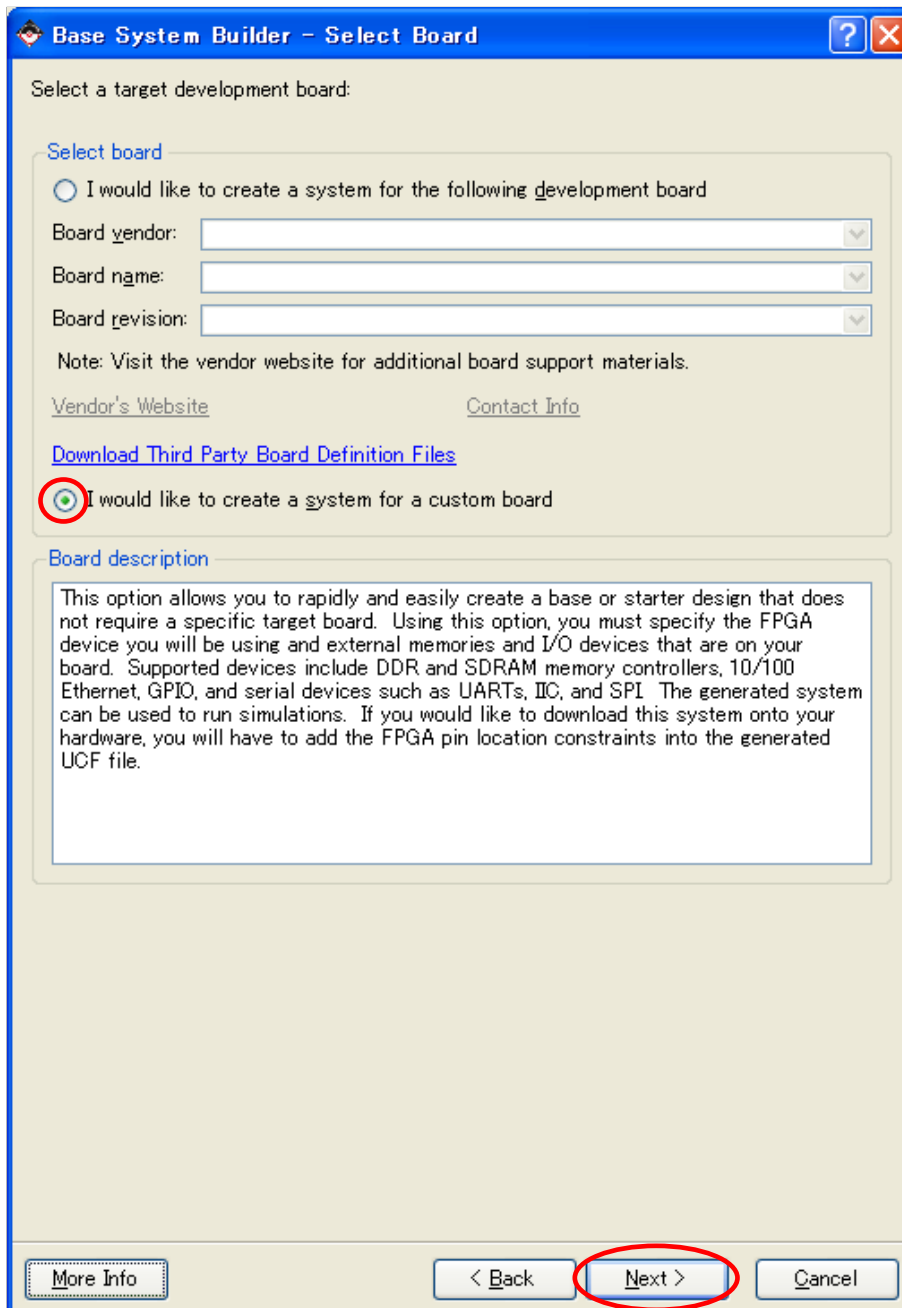 Base System Builder - Select Board
Select a target development board:
Select board
I would like to create a system for the following development board
Board vendor:
Board name:
Board revision:
Note: Visit the vendor website for additional board support materials.
Vendor's Website Contact Info
Download Third Party Board Definition Files
I would like to create a system for a custom board
Board description
This option allows you to rapidly and easily create a base or starter design that does
not require a specific target board. Using this option, you must specify the FPGA
device you will be using and external memories and I/O devices that are on your
board. Supported devices include DDR and SDRAM memory controllers, 10/100
Ethernet, GPIO, and serial devices such as UARTs, IIC, and SPI. The generated system
can be used to run simulations. If you would like to download this system onto your
hardware, you will have to add the FPGA pin location constraints into the generated
UCF file.
More Info < Back Next > Cancel